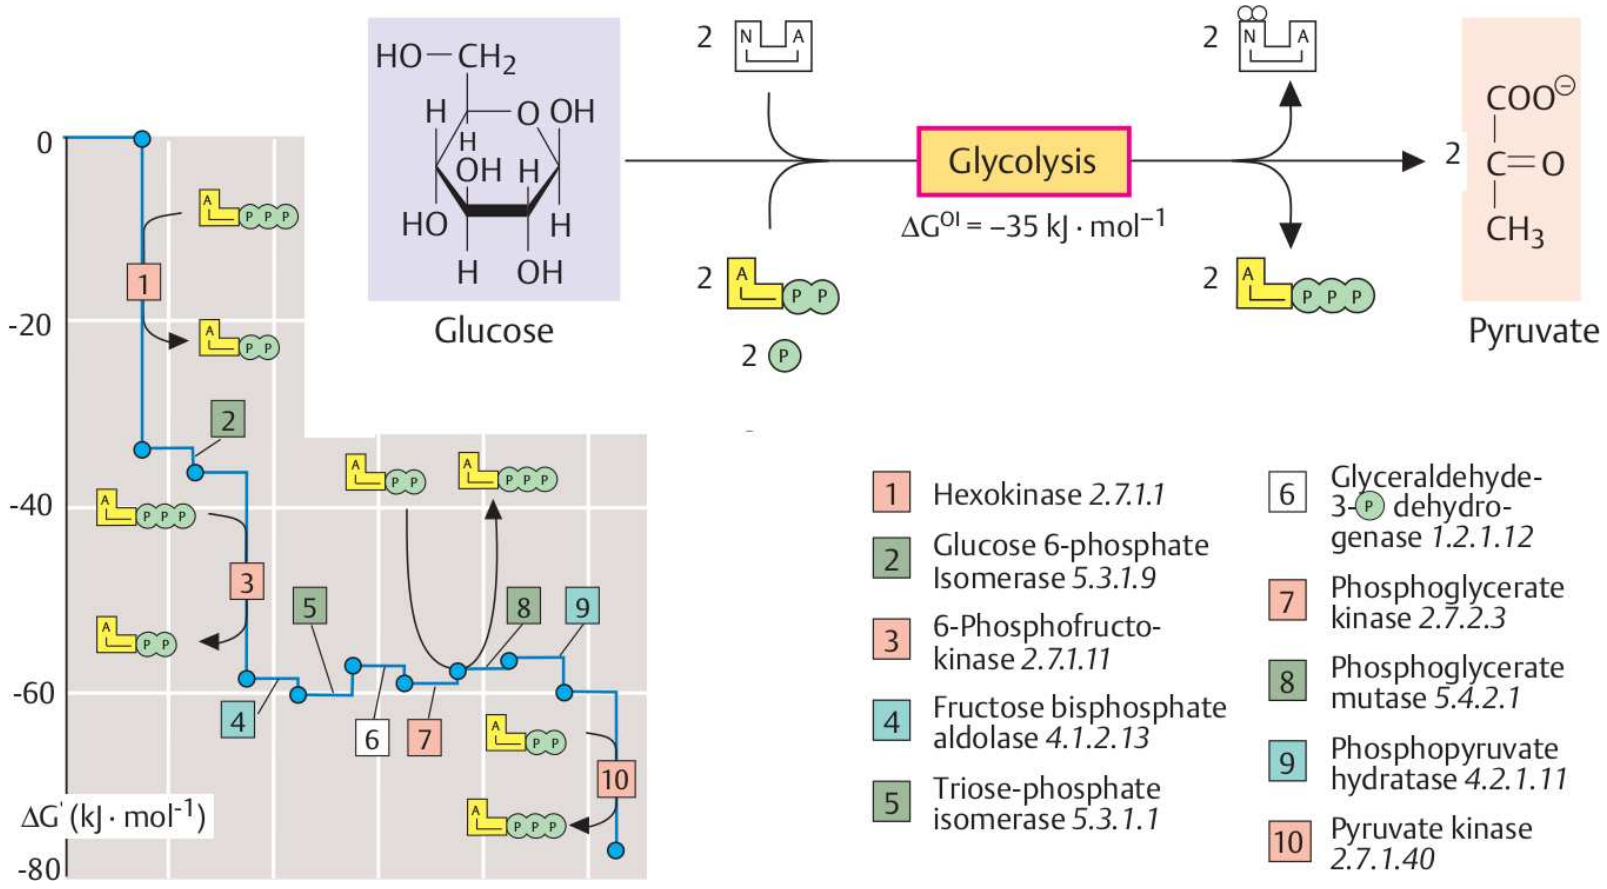 HO—CH2
H
O
OH
H
OH
H
HO
H
H
OH
Glucose
2
N A
2
A P P
2 P
Glycolysis
ΔGOI = –35 kJ · mol–1
2
N A
2
A P P P
2
COO⊖
C=O
CH3
Pyruvate
0
-20
-40
-60
-80
ΔG' (kJ · mol-1)
A P P P
1
A P P
2
A P P P
3
A P P
4
5
6
A P P
A P P P
7
8
9
A P P
10
A P P P
1 Hexokinase 2.7.1.1
2 Glucose 6-phosphate
Isomerase 5.3.1.9
3 6-Phosphofructo-
kinase 2.7.1.11
4 Fructose bisphosphate
aldolase 4.1.2.13
5 Triose-phosphate
isomerase 5.3.1.1
6 Glyceraldehyde-
3-P dehydro-
genase 1.2.1.12
7 Phosphoglycerate
kinase 2.7.2.3
8 Phosphoglycerate
mutase 5.4.2.1
9 Phosphopyruvate
hydratase 4.2.1.11
10 Pyruvate kinase
2.7.1.40